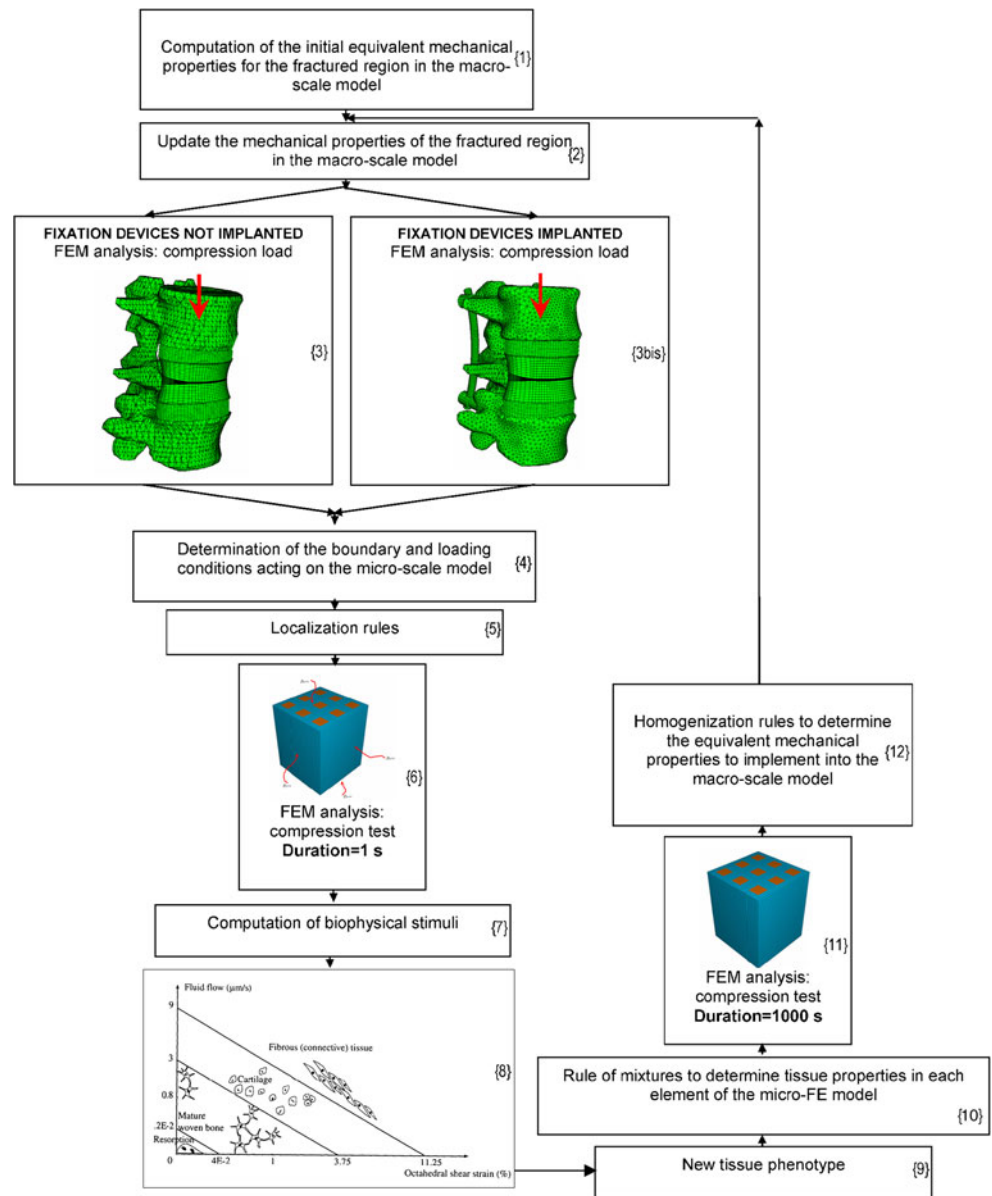 Computation of the initial equivalent mechanical
properties for the fractured region in the macro-
scale model
{1}
Update the mechanical properties of the fractured region
in the macro-scale model
{2}
FIXATION DEVICES NOT IMPLANTED
FEM analysis: compression load
{3}
FIXATION DEVICES IMPLANTED
FEM analysis: compression load
{3bis}
Determination of the boundary and loading
conditions acting on the micro-scale model
{4}
Localization rules
{5}
{6}
FEM analysis:
compression test
Duration=1 s
Computation of biophysical stimuli
{7}
Fluid flow (μm/s)
9
3
0.8
.2E-2
0
4E-2
1
3.75
11.25
Octahedral shear strain (%)
Fibrous (connective) tissue
Cartilage
Mature
woven bone
Resorption
{8}
New tissue phenotype
{9}
Rule of mixtures to determine tissue properties in each
element of the micro-FE model
{10}
{11}
FEM analysis:
compression test
Duration=1000 s
Homogenization rules to determine
the equivalent mechanical
properties to implement into the
macro-scale model
{12}